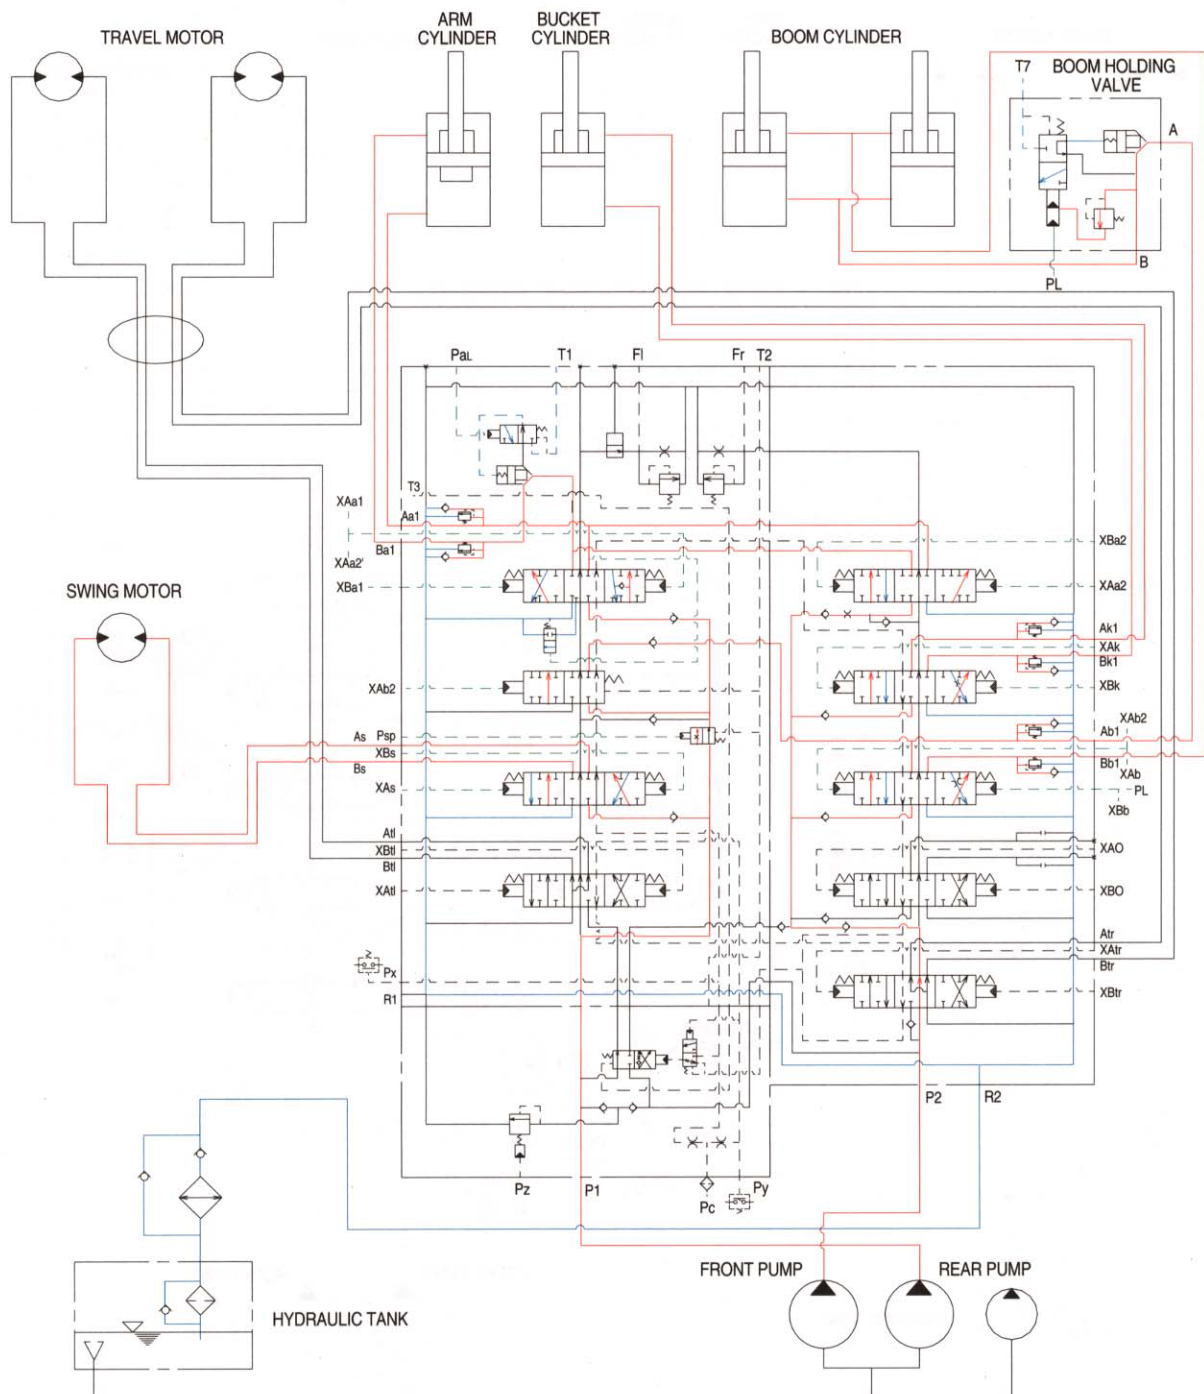 TRAVEL MOTOR
ARM
CYLINDER
BUCKET
CYLINDER
BOOM CYLINDER
T7
BOOM HOLDING
VALVE
A
B
PL
PaL
T1
Fl
Fr
T2
T3
XAa1
Aa1
Ba1
XAa2'
XBa1
XBa2
XAa2
SWING MOTOR
Ak1
XAk
Bk1
XBk
XAb2
XAb2
Ab1
As
Psp
XBs
Bs
XAs
Bb1
XAb
PL
XBb
Atl
XBtl
Btl
XAtl
XAO
XBO
Atr
XAtr
Btr
XBtr
Px
R1
P2
R2
Pz
P1
Pc
Py
FRONT PUMP
REAR PUMP
HYDRAULIC TANK